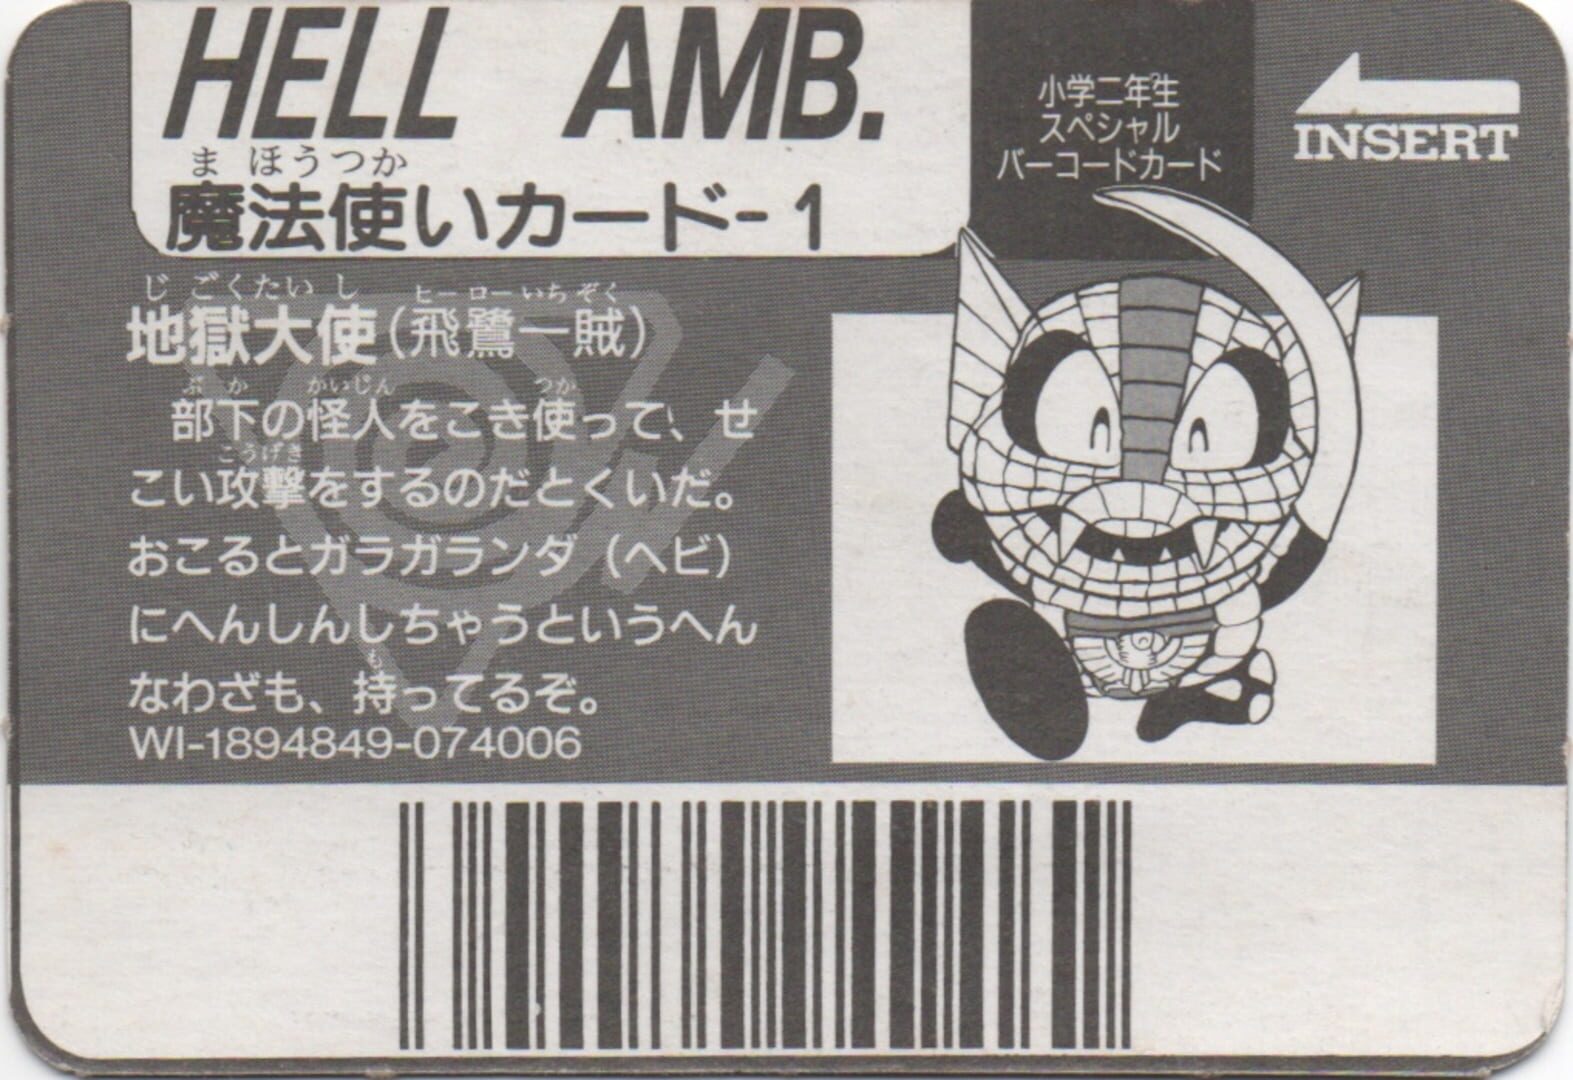 HELL AMB.
ま ほうつか
魔法使いカード-1
小学二年生
スペシャル
バーコードカード
INSERT
じ ごくたい し ヒー ロー いち ぞく
地獄大使(飛鷺一賊)
ぶ か かいじん つか
部下の怪人をこき使って、せ
こうげき
こい攻撃をするのだとくいだ。
おこるとガラガランダ(ヘビ)
にへんしんしちゃうというへん
も
なわざも、持ってるぞ。
WI-1894849-074006